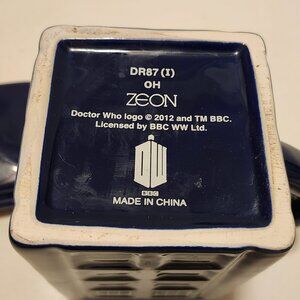 DR87 (I)
OH
ZEON
Doctor Who logo © 2012 and TM BBC.
Licensed by BBC WW Ltd.
DW
BBC
MADE IN CHINA